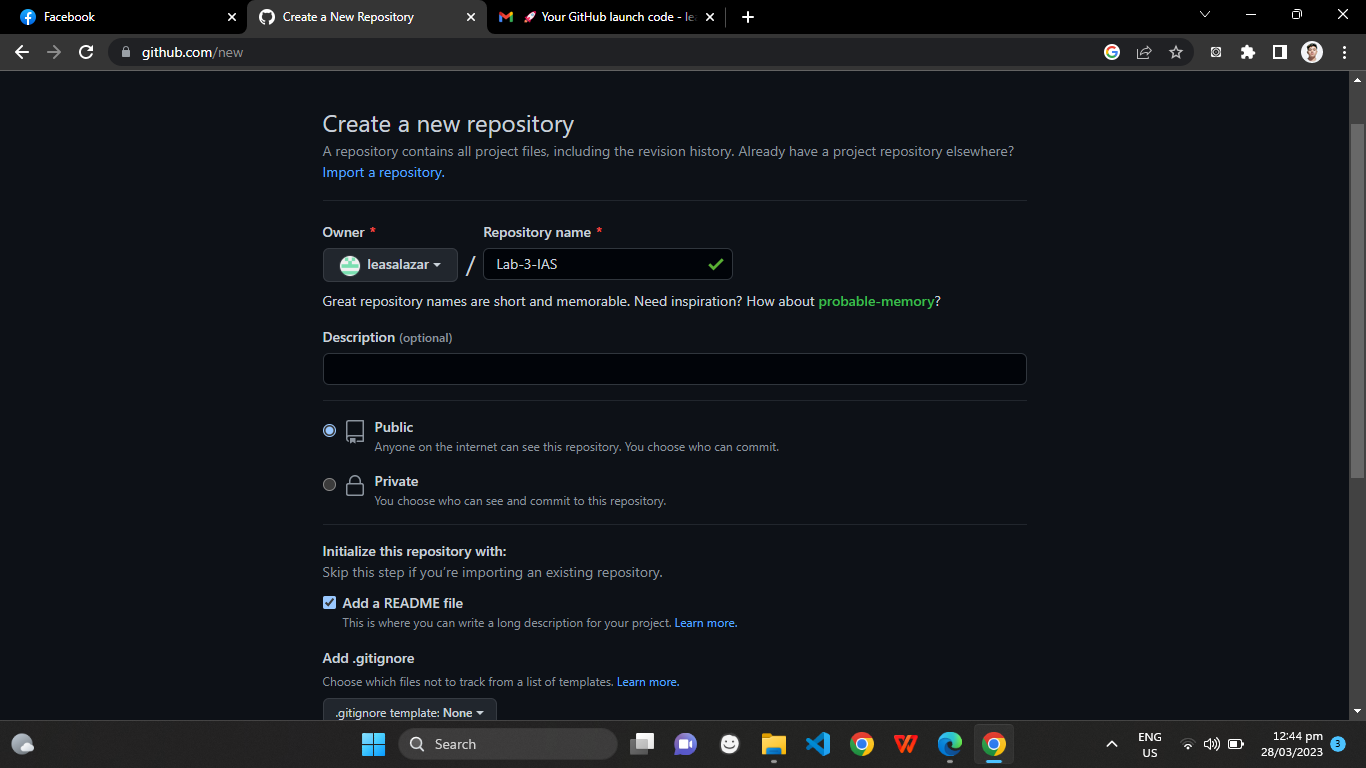 Facebook
Create a New Repository
Your GitHub launch code - le
github.com/new
Create a new repository
A repository contains all project files, including the revision history. Already have a project repository elsewhere?
Import a repository.
Owner *
Repository name *
leasalazar
/
Lab-3-IAS
Great repository names are short and memorable. Need inspiration? How about probable-memory?
Description (optional)
Public
Anyone on the internet can see this repository. You choose who can commit.
Private
You choose who can see and commit to this repository.
Initialize this repository with:
Skip this step if you're importing an existing repository.
Add a README file
This is where you can write a long description for your project. Learn more.
Add .gitignore
Choose which files not to track from a list of templates. Learn more.
.gitignore template: None
Search
ENG
US
12:44 pm
28/03/2023
3